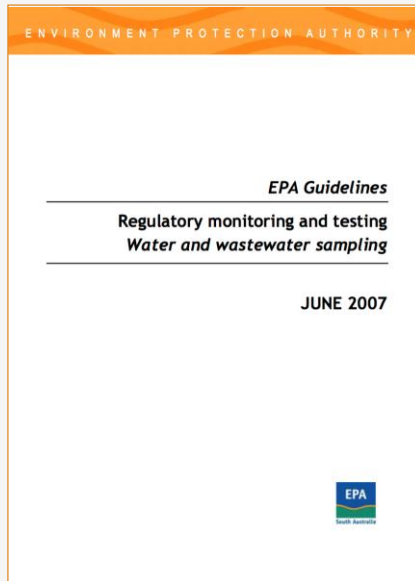 ENVIRONMENT PROTECTION AUTHORITY
EPA Guidelines
Regulatory monitoring and testing
Water and wastewater sampling
JUNE 2007
EPA
South Australia